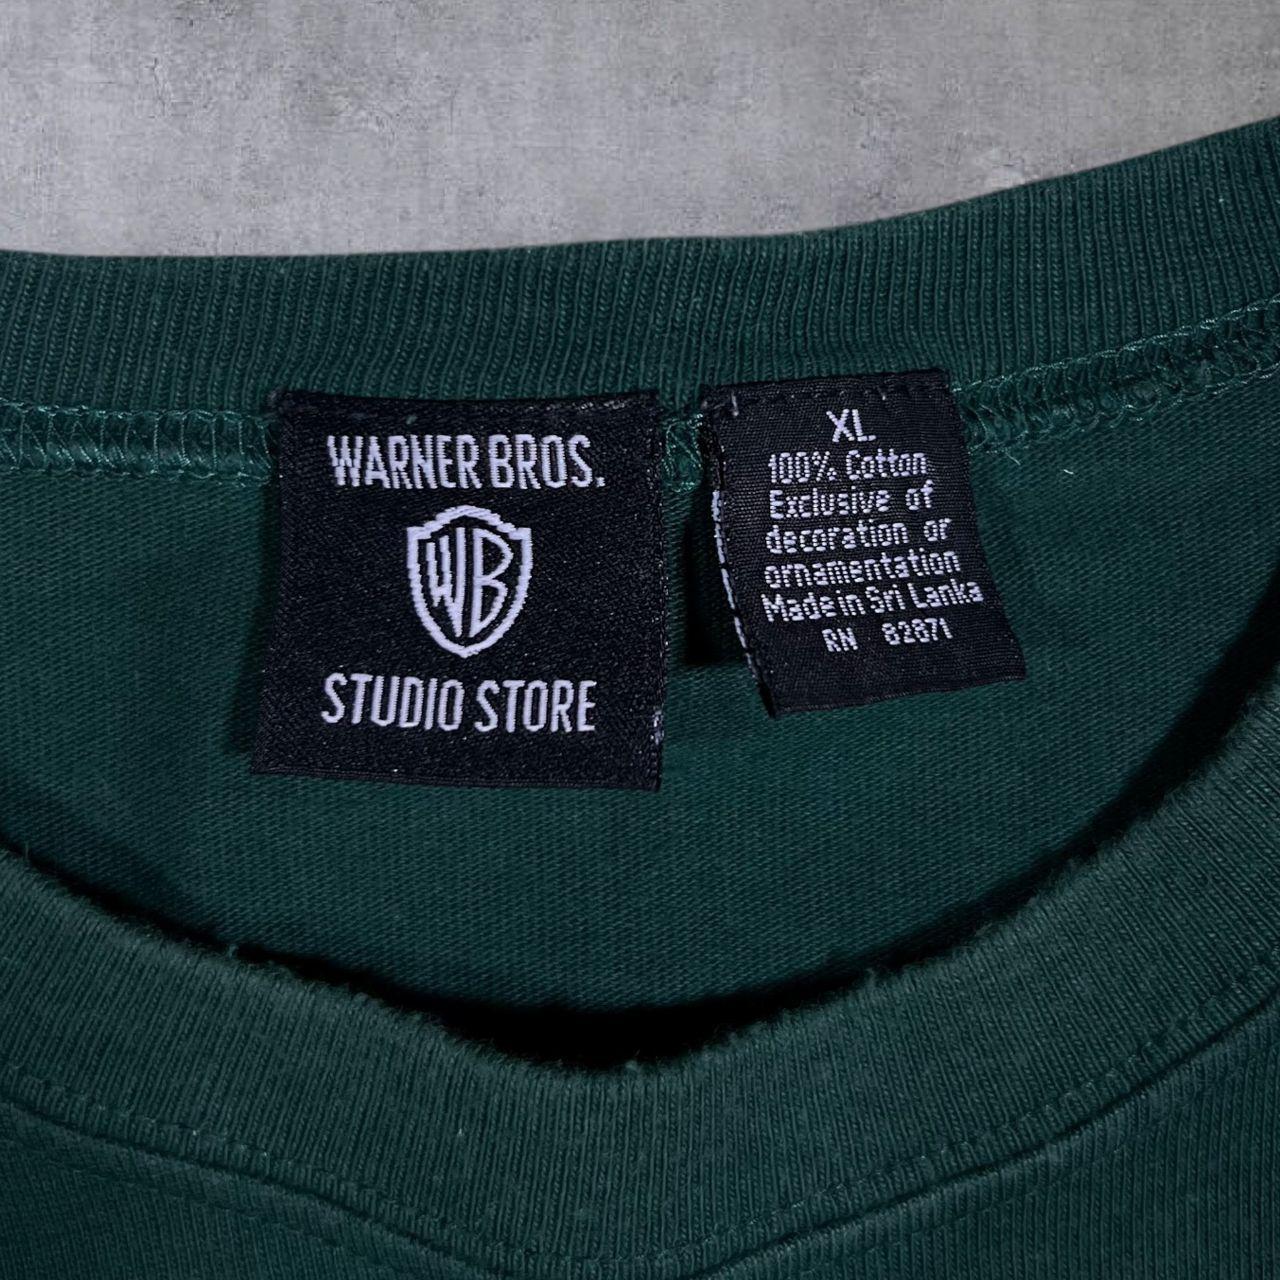 WARNER BROS.
WB
STUDIO STORE
XL
100% Cotton
Exclusive of
decoration or
ornamentation
Made in Sri Lanka
RN 82871